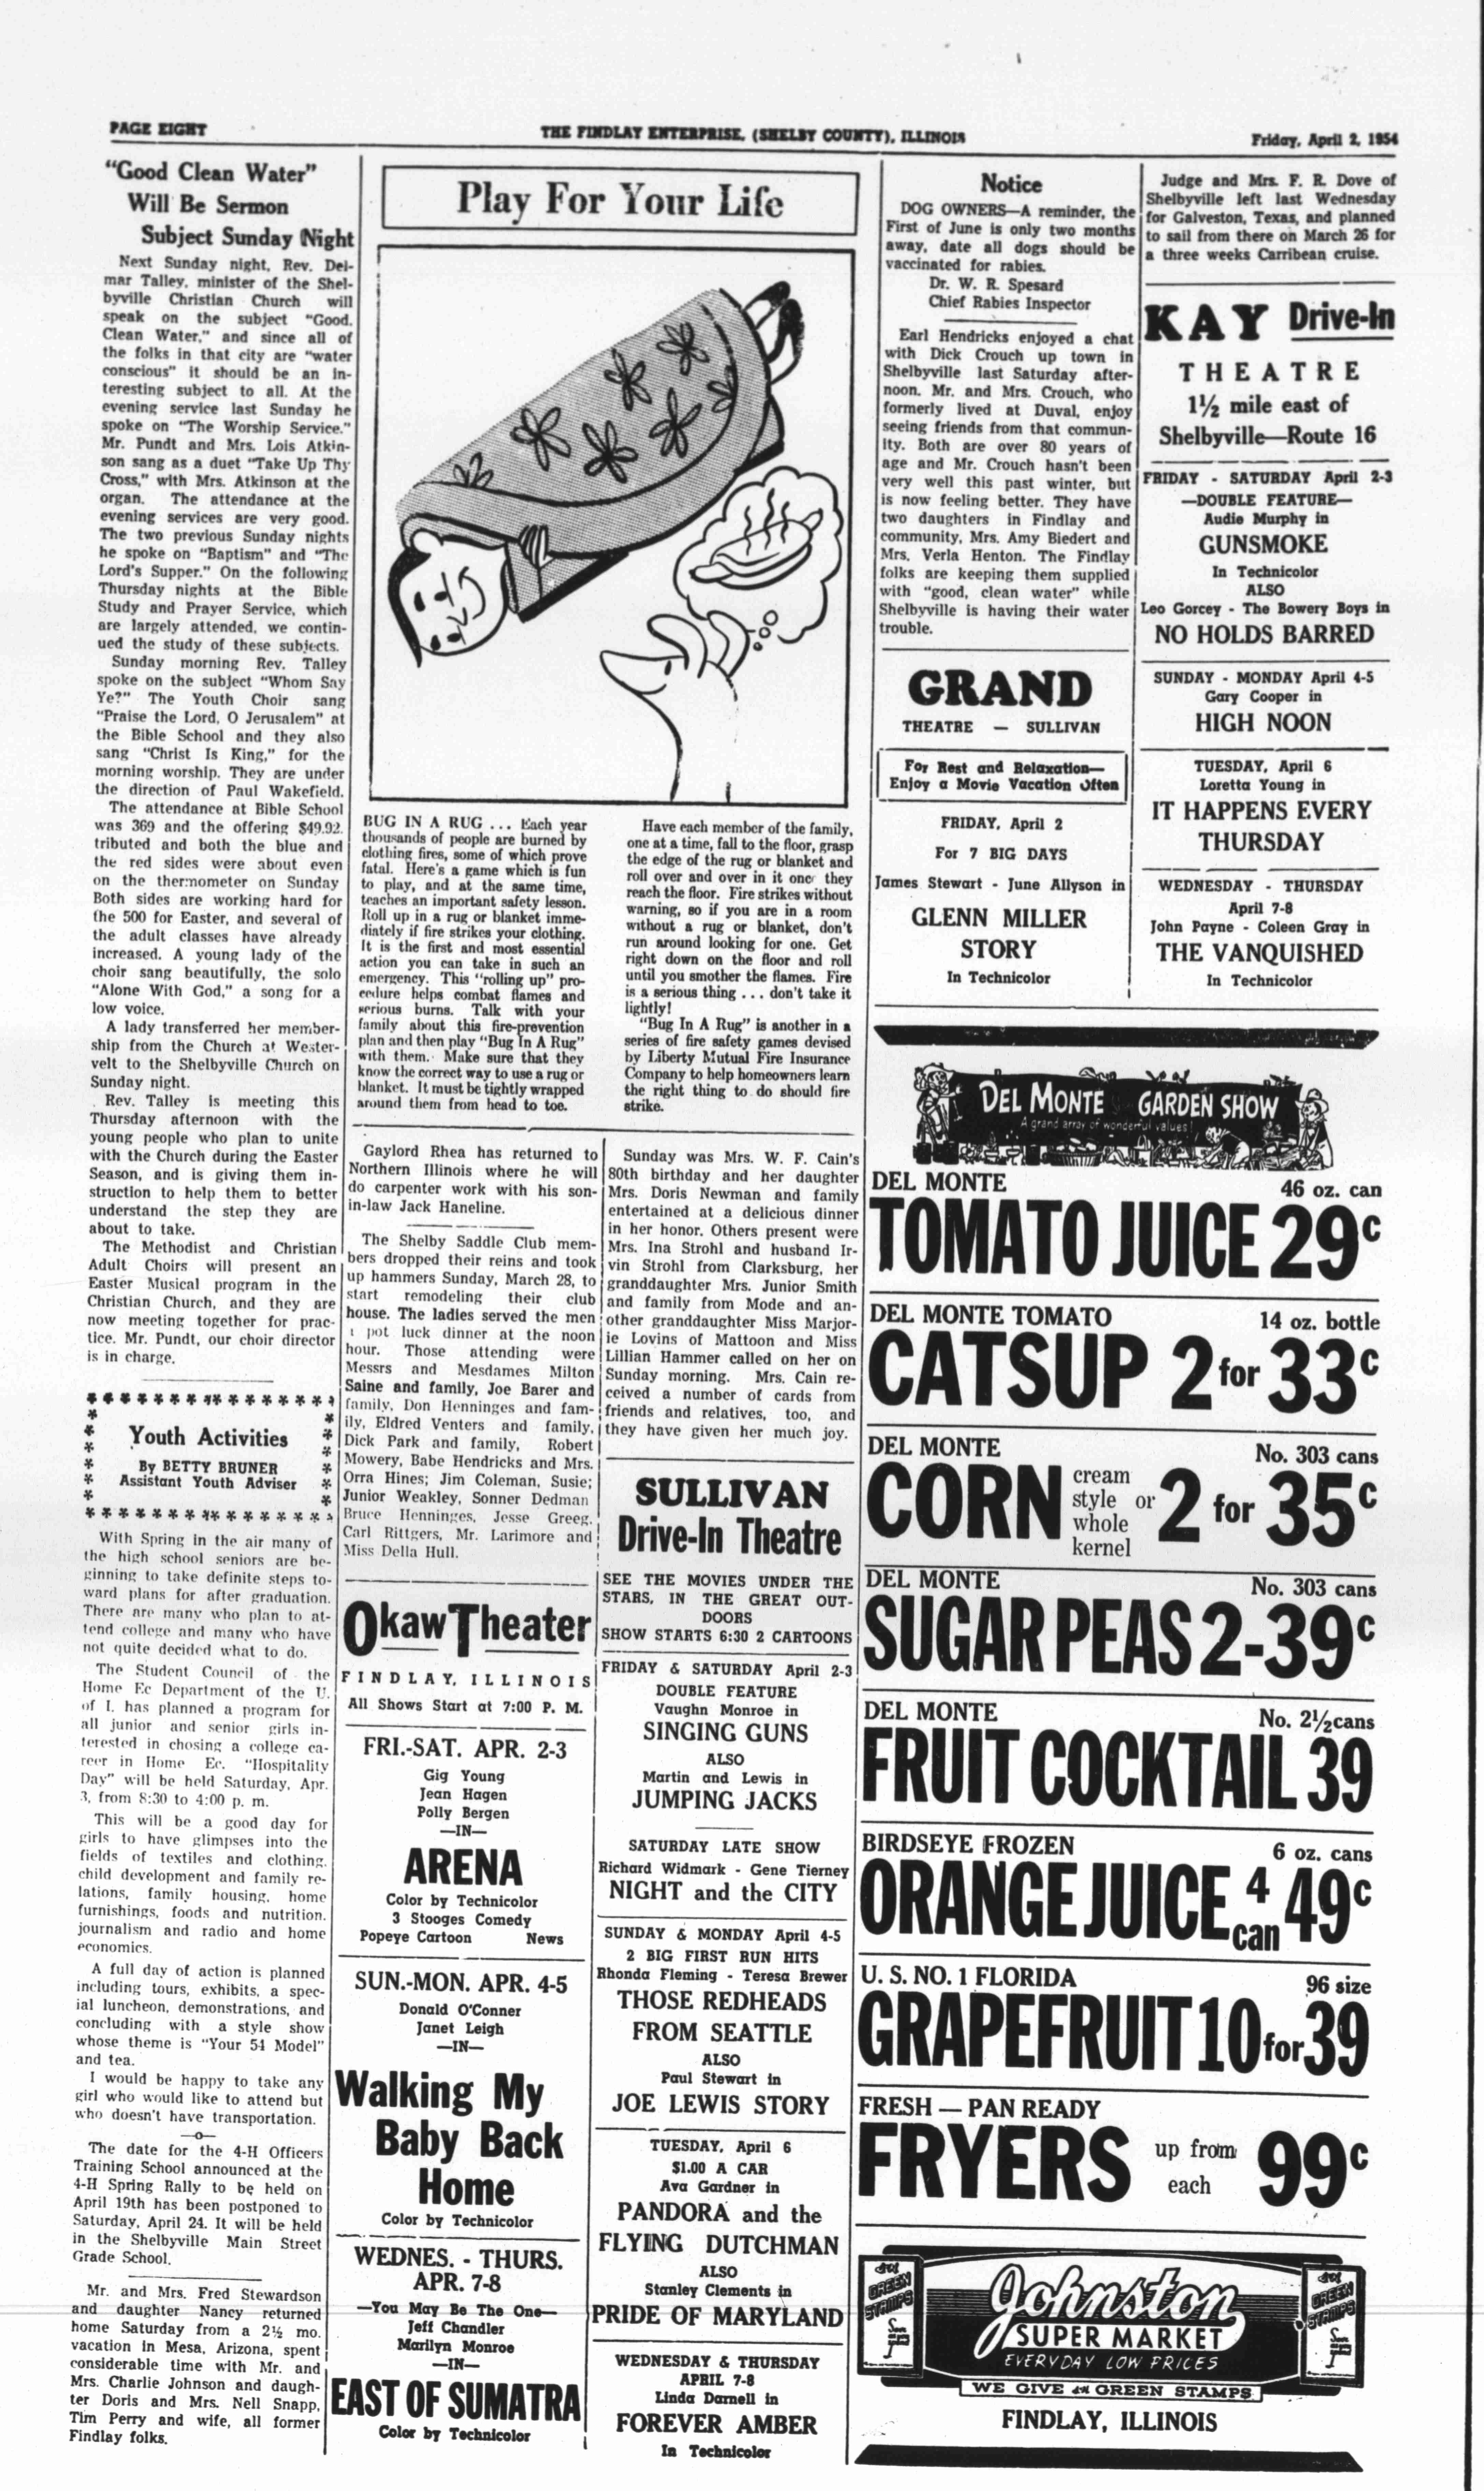 PAGE EIGHT
THE FINDLAY ENTERPRISE, (SHELBY COUNTY), ILLINOIS
Friday, April 2, 1954
"Good Clean Water"
Will Be Sermon
Subject Sunday Night
Next Sunday night, Rev. Del-
mar Talley, minister of the Shel-
byville Christian Church will
speak on the subject "Good,
Clean Water," and since all of
the folks in that city are "water
conscious" it should be an in-
teresting subject to all. At the
evening service last Sunday he
spoke on "The Worship Service."
Mr. Pundt and Mrs. Lois Atkin-
son sang as a duet "Take Up Thy
Cross," with Mrs. Atkinson at the
organ. The attendance at the
evening services are very good.
The two previous Sunday nights
he spoke on "Baptism" and "The
Lord's Supper." On the following
Thursday nights at the Bible
Study and Prayer Service, which
are largely attended, we contin-
ued the study of these subjects.
Sunday morning Rev. Talley
spoke on the subject "Whom Say
Ye?" The Youth Choir sang
"Praise the Lord, O Jerusalem" at
the Bible School and they also
sang "Christ Is King," for the
morning worship. They are under
the direction of Paul Wakefield.
The attendance at Bible School
was 369 and the offering $49.92.
tributed and both the blue and
the red sides were about even
on the thermometer on Sunday
Both sides are working hard for
the 500 for Easter, and several of
the adult classes have already
increased. A young lady of the
choir sang beautifully, the solo
"Alone With God," a song for a
low voice.
A lady transferred her member-
ship from the Church at Wester-
velt to the Shelbyville Church on
Sunday night.
Rev. Talley is meeting this
Thursday afternoon with the
young people who plan to unite
with the Church during the Easter
Season, and is giving them in-
struction to help them to better
understand the step they are
about to take.
The Methodist and Christian
Adult Choirs will present an
Easter Musical program in the
Christian Church, and they are
now meeting together for prac-
tice. Mr. Pundt, our choir director
is in charge.
Youth Activities
By BETTY BRUNER
Assistant Youth Adviser
With Spring in the air many of
the high school seniors are be-
ginning to take definite steps to-
ward plans for after graduation.
There are many who plan to at-
tend college and many who have
not quite decided what to do.
The Student Council of the
Home Ec Department of the U.
of I. has planned a program for
all junior and senior girls in-
terested in chosing a college ca-
reer in Home Ec. "Hospitality
Day" will be held Saturday, Apr.
3, from 8:30 to 4:00 p. m.
This will be a good day for
girls to have glimpses into the
fields of textiles and clothing,
child development and family re-
lations, family housing, home
furnishings, foods and nutrition,
journalism and radio and home
economics.
A full day of action is planned
including tours, exhibits, a spec-
ial luncheon, demonstrations, and
concluding with a style show
whose theme is "Your 54 Model"
and tea.
I would be happy to take any
girl who would like to attend but
who doesn't have transportation.
—o—
The date for the 4-H Officers
Training School announced at the
4-H Spring Rally to be held on
April 19th has been postponed to
Saturday, April 24. It will be held
in the Shelbyville Main Street
Grade School.
Mr. and Mrs. Fred Stewardson
and daughter Nancy returned
home Saturday from a 2½ mo.
vacation in Mesa, Arizona, spent
considerable time with Mr. and
Mrs. Charlie Johnson and daugh-
ter Doris and Mrs. Nell Snapp,
Tim Perry and wife, all former
Findlay folks.
Play For Your Life
BUG IN A RUG ... Each year
thousands of people are burned by
clothing fires, some of which prove
fatal. Here's a game which is fun
to play, and at the same time,
teaches an important safety lesson.
Roll up in a rug or blanket imme-
diately if fire strikes your clothing.
It is the first and most essential
action you can take in such an
emergency. This "rolling up" pro-
cedure helps combat flames and
serious burns. Talk with your
family about this fire-prevention
plan and then play "Bug In A Rug"
with them. Make sure that they
know the correct way to use a rug or
blanket. It must be tightly wrapped
around them from head to toe.
Have each member of the family,
one at a time, fall to the floor, grasp
the edge of the rug or blanket and
roll over and over in it once they
reach the floor. Fire strikes without
warning, so if you are in a room
without a rug or blanket, don't
run around looking for one. Get
right down on the floor and roll
until you smother the flames. Fire
is a serious thing ... don't take it
lightly!
"Bug In A Rug" is another in a
series of fire safety games devised
by Liberty Mutual Fire Insurance
Company to help homeowners learn
the right thing to do should fire
strike.
Gaylord Rhea has returned to
Northern Illinois where he will
do carpenter work with his son-
in-law Jack Haneline.
The Shelby Saddle Club mem-
bers dropped their reins and took
up hammers Sunday, March 28, to
start remodeling their club
house. The ladies served the men
pot luck dinner at the noon
hour. Those attending were
Messrs and Mesdames Milton
Saine and family, Joe Barer and
family, Don Henninges and fam-
ily, Eldred Venters and family,
Dick Park and family, Robert
Mowery, Babe Hendricks and Mrs.
Orra Hines; Jim Coleman, Susie;
Junior Weakley, Sonner Dedman
Bruce Henninges, Jesse Greeg,
Carl Rittgers, Mr. Larimore and
Miss Della Hull.
Okaw Theater
FINDLAY, ILLINOIS
All Shows Start at 7:00 P. M.
FRI.-SAT. APR. 2-3
Gig Young
Jean Hagen
Polly Bergen
—IN—
ARENA
Color by Technicolor
3 Stooges Comedy
Popeye Cartoon News
SUN.-MON. APR. 4-5
Donald O'Conner
Janet Leigh
—IN—
Walking My
Baby Back
Home
Color by Technicolor
WEDNES. - THURS.
APR. 7-8
—You May Be The One—
Jeff Chandler
Marilyn Monroe
—IN—
EAST OF SUMATRA
Color by Technicolor
Sunday was Mrs. W. F. Cain's
80th birthday and her daughter
Mrs. Doris Newman and family
entertained at a delicious dinner
in her honor. Others present were
Mrs. Ina Strohl and husband Ir-
vin Strohl from Clarksburg, her
granddaughter Mrs. Junior Smith
and family from Mode and an-
other granddaughter Miss Marjor-
ie Lovins of Mattoon and Miss
Lillian Hammer called on her on
Sunday morning. Mrs. Cain re-
ceived a number of cards from
friends and relatives, too, and
they have given her much joy.
SULLIVAN
Drive-In Theatre
SEE THE MOVIES UNDER THE
STARS, IN THE GREAT OUT-
DOORS
SHOW STARTS 6:30 2 CARTOONS
FRIDAY & SATURDAY April 2-3
DOUBLE FEATURE
Vaughn Monroe in
SINGING GUNS
ALSO
Martin and Lewis in
JUMPING JACKS
SATURDAY LATE SHOW
Richard Widmark - Gene Tierney
NIGHT and the CITY
SUNDAY & MONDAY April 4-5
2 BIG FIRST RUN HITS
Rhonda Fleming - Teresa Brewer
THOSE REDHEADS
FROM SEATTLE
ALSO
Paul Stewart in
JOE LEWIS STORY
TUESDAY, April 6
$1.00 A CAR
Ava Gardner in
PANDORA and the
FLYING DUTCHMAN
ALSO
Stanley Clements in
PRIDE OF MARYLAND
WEDNESDAY & THURSDAY
APRIL 7-8
Linda Darnell in
FOREVER AMBER
In Technicolor
Notice
DOG OWNERS—A reminder, the
First of June is only two months
away, date all dogs should be
vaccinated for rabies.
Dr. W. R. Spesard
Chief Rabies Inspector
Earl Hendricks enjoyed a chat
with Dick Crouch up town in
Shelbyville last Saturday after-
noon. Mr. and Mrs. Crouch, who
formerly lived at Duval, enjoy
seeing friends from that commun-
ity. Both are over 80 years of
age and Mr. Crouch hasn't been
very well this past winter, but
is now feeling better. They have
two daughters in Findlay and
community, Mrs. Amy Biedert and
Mrs. Verla Henton. The Findlay
folks are keeping them supplied
with "good, clean water" while
Shelbyville is having their water
trouble.
GRAND
THEATRE — SULLIVAN
For Rest and Relaxation—
Enjoy a Movie Vacation Often
FRIDAY, April 2
For 7 BIG DAYS
James Stewart - June Allyson in
GLENN MILLER
STORY
In Technicolor
Judge and Mrs. F. R. Dove of
Shelbyville left last Wednesday
for Galveston, Texas, and planned
to sail from there on March 26 for
a three weeks Carribean cruise.
KAY Drive-In
THEATRE
1½ mile east of
Shelbyville—Route 16
FRIDAY - SATURDAY April 2-3
—DOUBLE FEATURE—
Audie Murphy in
GUNSMOKE
In Technicolor
ALSO
Leo Gorcey - The Bowery Boys in
NO HOLDS BARRED
SUNDAY - MONDAY April 4-5
Gary Cooper in
HIGH NOON
TUESDAY, April 6
Loretta Young in
IT HAPPENS EVERY
THURSDAY
WEDNESDAY - THURSDAY
April 7-8
John Payne - Coleen Gray in
THE VANQUISHED
In Technicolor
DEL MONTE GARDEN SHOW
A grand array of wonderful values!
DEL MONTE 46 oz. can
TOMATO JUICE 29c
DEL MONTE TOMATO 14 oz. bottle
CATSUP 2 for 33c
DEL MONTE No. 303 cans
CORN cream style or whole kernel 2 for 35c
DEL MONTE No. 303 cans
SUGAR PEAS 2-39c
DEL MONTE No. 2½ cans
FRUIT COCKTAIL 39
BIRDSEYE FROZEN 6 oz. cans
ORANGE JUICE 4 can 49c
U. S. NO. 1 FLORIDA 96 size
GRAPEFRUIT 10 for 39
FRESH — PAN READY
FRYERS up from each 99c
S&H GREEN STAMPS
Johnston
SUPER MARKET
EVERYDAY LOW PRICES
S&H GREEN STAMPS
WE GIVE S&H GREEN STAMPS
FINDLAY, ILLINOIS